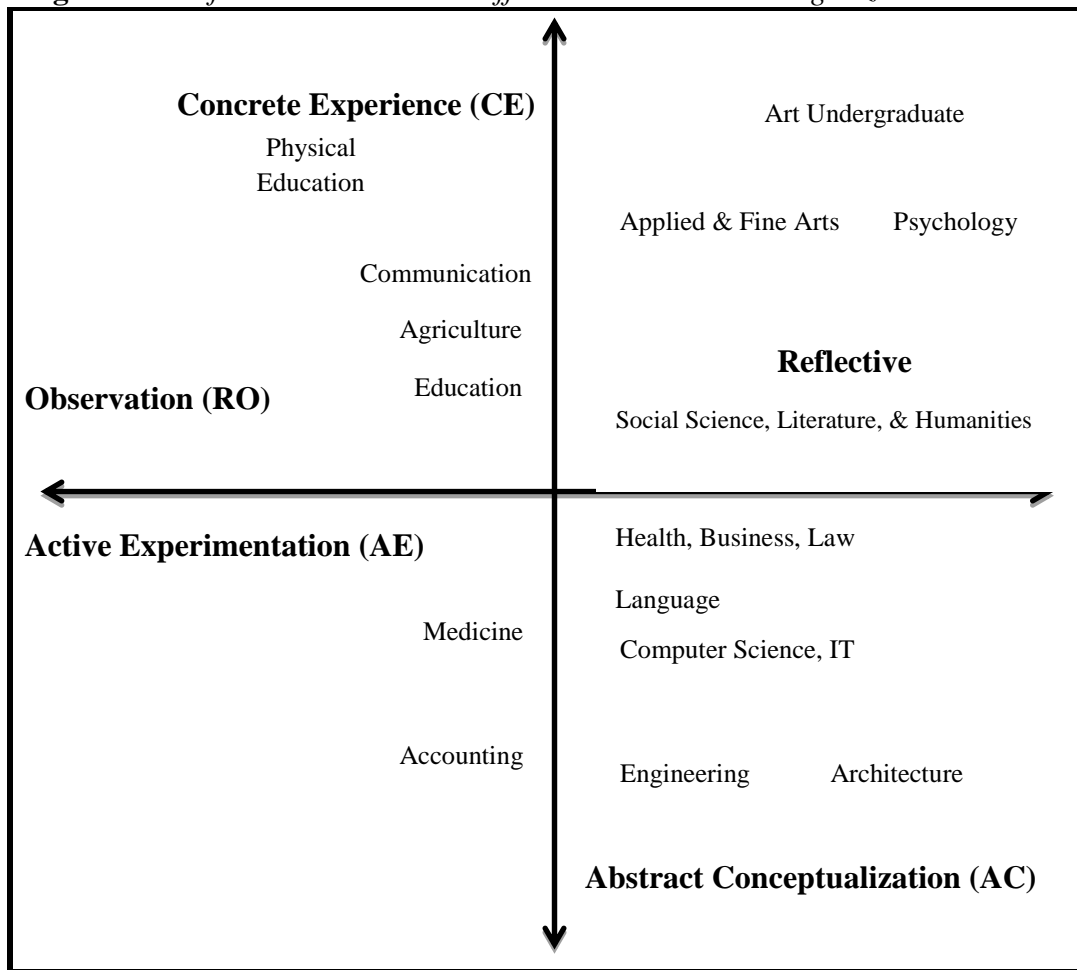 Concrete Experience (CE)
Art Undergraduate
Physical
Education
Applied & Fine Arts Psychology
Communication
Agriculture
Reflective
Education
Observation (RO)
Social Science, Literature, & Humanities
Health, Business, Law
Active Experimentation (AE)
Language
Medicine
Computer Science, IT
Accounting
Engineering Architecture
Abstract Conceptualization (AC)